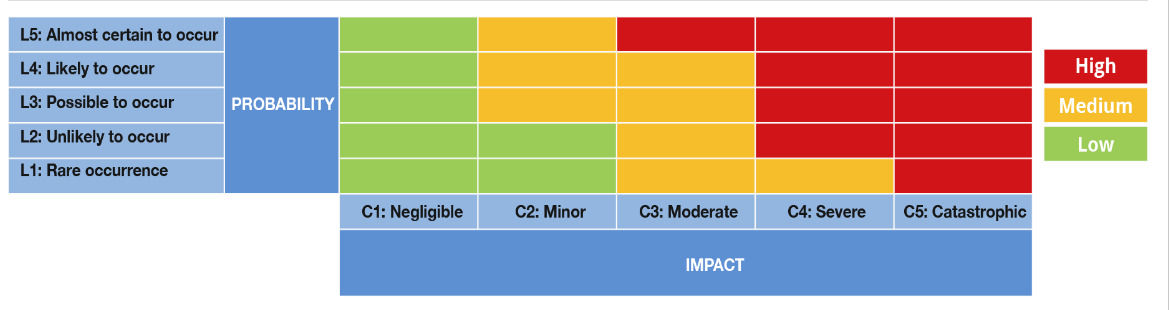 L5: Almost certain to occur
L4: Likely to occur
L3: Possible to occur
L2: Unlikely to occur
L1: Rare occurrence
PROBABILITY
High
Medium
Low
C1: Negligible
C2: Minor
C3: Moderate
C4: Severe
C5: Catastrophic
IMPACT